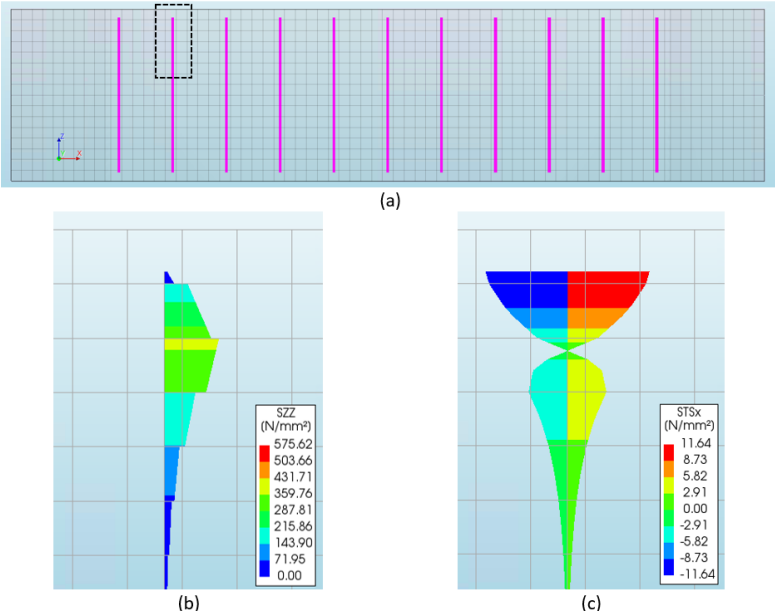 Z
X
(a)
SZZ
(N/mm²)
575.62
503.66
431.71
359.76
287.81
215.86
143.90
71.95
0.00
(b)
STSx
(N/mm²)
11.64
8.73
5.82
2.91
0.00
-2.91
-5.82
-8.73
-11.64
(c)